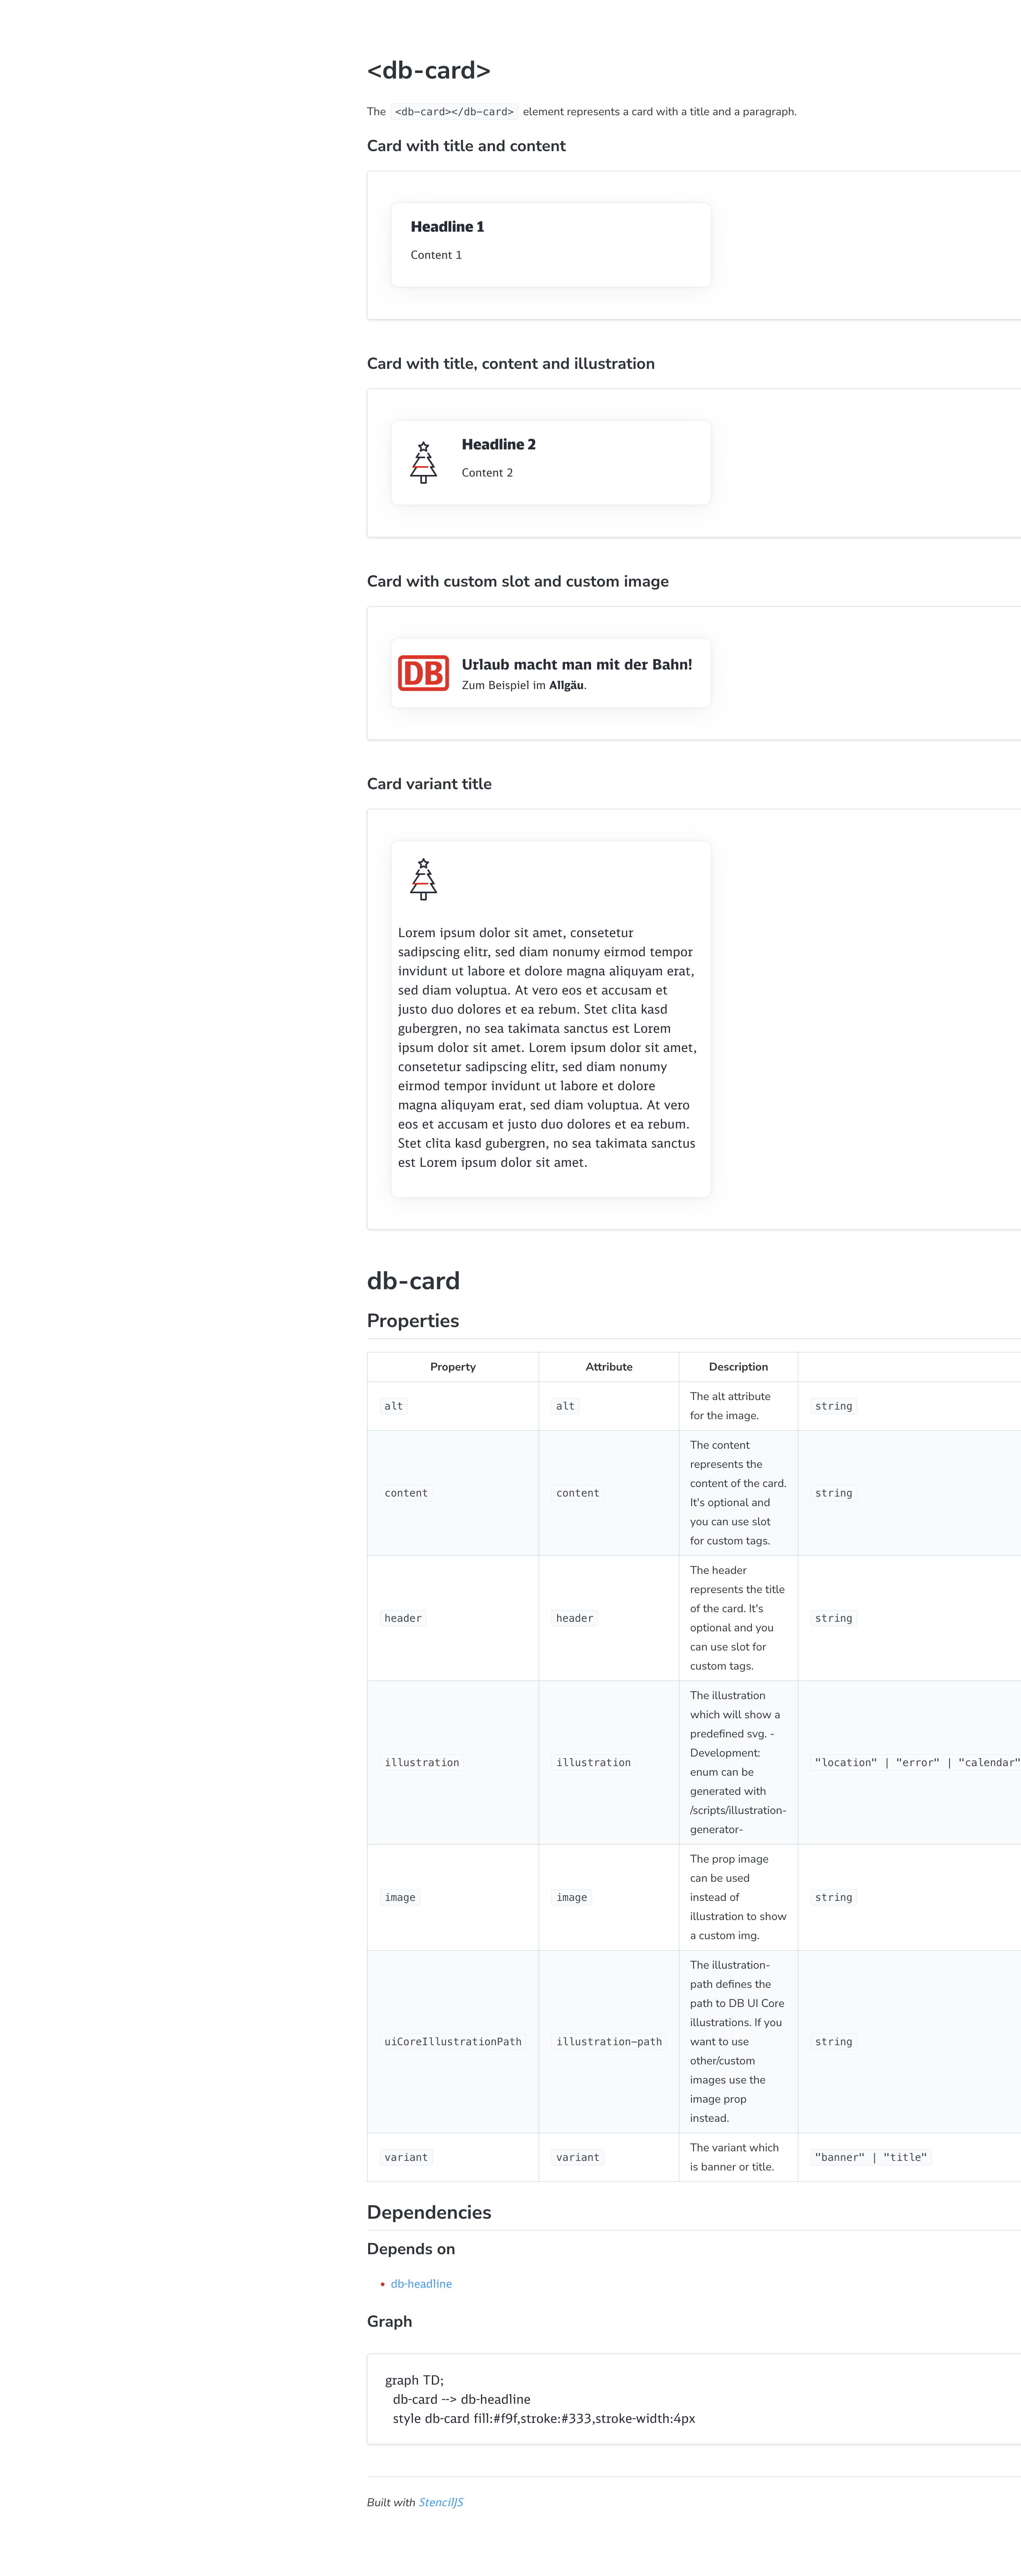 <db-card>
The <db-card></db-card> element represents a card with a title and a paragraph.
Card with title and content
Headline 1
Content 1
Card with title, content and illustration
Headline 2
Content 2
Card with custom slot and custom image
DB
Urlaub macht man mit der Bahn!
Zum Beispiel im Allgäu.
Card variant title
Lorem ipsum dolor sit amet, consetetur
sadipscing elitr, sed diam nonumy eirmod tempor
invidunt ut labore et dolore magna aliquyam erat,
sed diam voluptua. At vero eos et accusam et
justo duo dolores et ea rebum. Stet clita kasd
gubergren, no sea takimata sanctus est Lorem
ipsum dolor sit amet. Lorem ipsum dolor sit amet,
consetetur sadipscing elitr, sed diam nonumy
eirmod tempor invidunt ut labore et dolore
magna aliquyam erat, sed diam voluptua. At vero
eos et accusam et justo duo dolores et ea rebum.
Stet clita kasd gubergren, no sea takimata sanctus
est Lorem ipsum dolor sit amet.
db-card
Properties
Property Attribute Description
alt alt The alt attribute
for the image. string
content content The content
represents the
content of the card.
It's optional and
you can use slot
for custom tags. string
header header The header
represents the title
of the card. It's
optional and you
can use slot for
custom tags. string
illustration illustration The illustration
which will show a
predefined svg. -
Development:
enum can be
generated with
/scripts/illustration-
generator- "location" | "error" | "calendar"
image image The prop image
can be used
instead of
illustration to show
a custom img. string
uiCoreIllustrationPath illustration-path The illustration-
path defines the
path to DB UI Core
illustrations. If you
want to use
other/custom
images use the
image prop
instead. string
variant variant The variant which
is banner or title. "banner" | "title"
Dependencies
Depends on
db-headline
Graph
graph TD;
db-card --> db-headline
style db-card fill:#f9f,stroke:#333,stroke-width:4px
Built with StencilJS